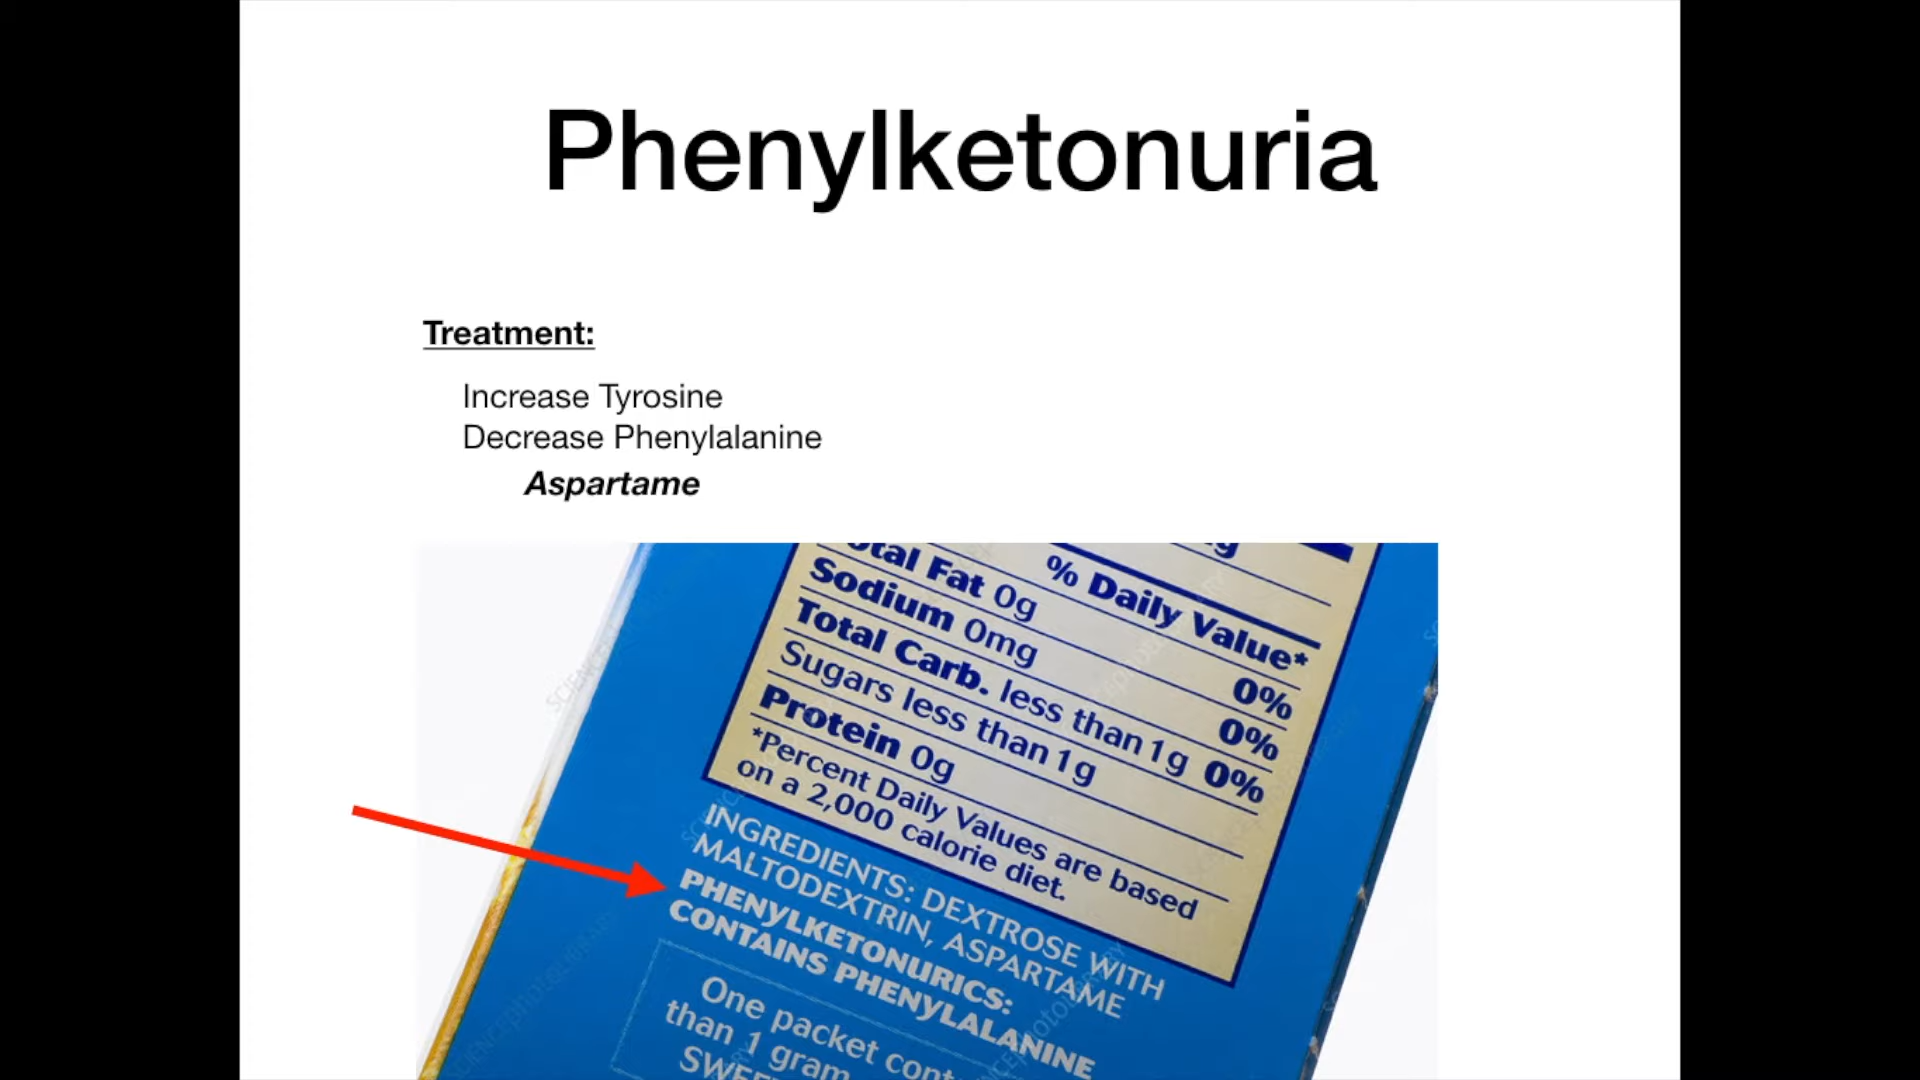 Phenylketonuria
Treatment:
Increase Tyrosine
Decrease Phenylalanine
Aspartame
% Daily Value*
Total Fat 0g 0%
Sodium 0mg 0%
Total Carb. less than 1g 0%
Sugars less than 1g
Protein 0g
*Percent Daily Values are based
on a 2,000 calorie diet.
INGREDIENTS: DEXTROSE WITH
MALTODEXTRIN, ASPARTAME
PHENYLKETONURICS:
CONTAINS PHENYLALANINE
One packet
than 1 gram